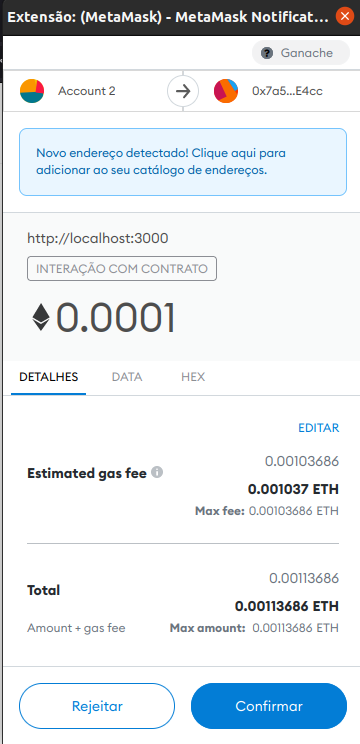 Extensão: (MetaMask) - MetaMask Notificat...
Ganache
Account 2
0x7a5...E4cc
Novo endereço detectado! Clique aqui para
adicionar ao seu catálogo de endereços.
http://localhost:3000
INTERAÇÃO COM CONTRATO
0.0001
DETALHES DATA HEX
EDITAR
0.00103686
Estimated gas fee
0.001037 ETH
Max fee: 0.00103686 ETH
0.00113686
Total
0.00113686 ETH
Amount + gas fee Max amount: 0.00113686 ETH
Rejeitar Confirmar